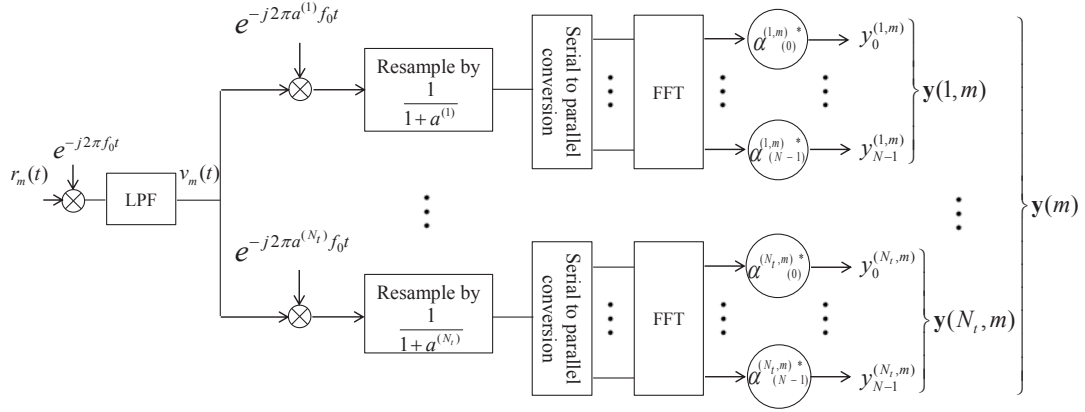 e^{-j2πa^{(1)}f_0t}
Resample by
\frac{1}{1+a^{(1)}}
Serial to parallel
conversion
FFT
α^{(1,m)*}_{(0)}
y_0^{(1,m)}
α^{(1,m)*}_{(N-1)}
y_{N-1}^{(1,m)}
𝐲(1,m)
r_m(t)
e^{-j2πf_0t}
LPF
v_m(t)
𝐲(m)
e^{-j2πa^{(N_t)}f_0t}
Resample by
\frac{1}{1+a^{(N_t)}}
Serial to parallel
conversion
FFT
α^{(N_t,m)*}_{(0)}
y_0^{(N_t,m)}
α^{(N_t,m)*}_{(N-1)}
y_{N-1}^{(N_t,m)}
𝐲(N_t,m)